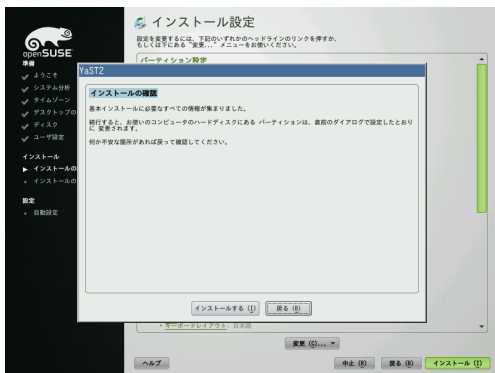 openSUSE
準備
ようこそ
システム分析
タイムゾーン
デスクトップの
ディスク
ユーザ設定
インストール
インストールの
インストールの
設定
自動設定
インストール設定
設定を変更するには、下記のいずれかのヘッドラインのリンクを押すか、
もしくは下にある "変更..." メニューをお使いください。
パーティション設定
YaST2
インストールの確認
基本インストールに必要なすべての情報が集まりました。
続行すると、お使いのコンピュータのハードディスクにある パーティションは、直前のダイアログで設定したとおり
に 変更されます。
何か不安な箇所があれば戻って確認してください。
インストールする (I)
戻る (B)
キーボードレイアウト: 日本語
変更 (C)...
ヘルプ
中止 (R)
戻る (B)
インストール (I)